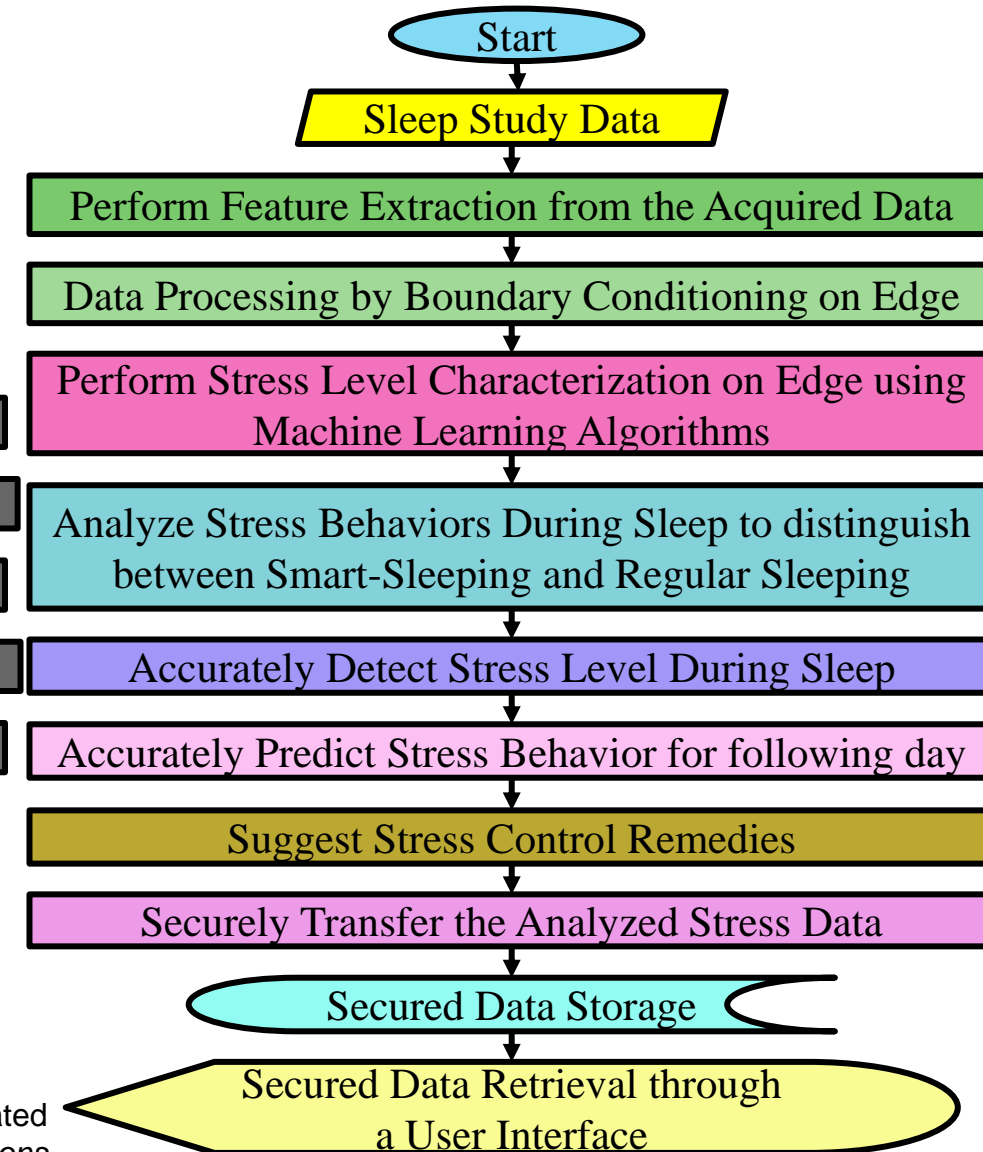 Start
Sleep Study Data
Perform Feature Extraction from the Acquired Data
Data Processing by Boundary Conditioning on Edge
Perform Stress Level Characterization on Edge using
Machine Learning Algorithms
Analyze Stress Behaviors During Sleep to distinguish
between Smart-Sleeping and Regular Sleeping
Accurately Detect Stress Level During Sleep
Accurately Predict Stress Behavior for following day
Suggest Stress Control Remedies
Securely Transfer the Analyzed Stress Data
Secured Data Storage
Secured Data Retrieval through
a User Interface